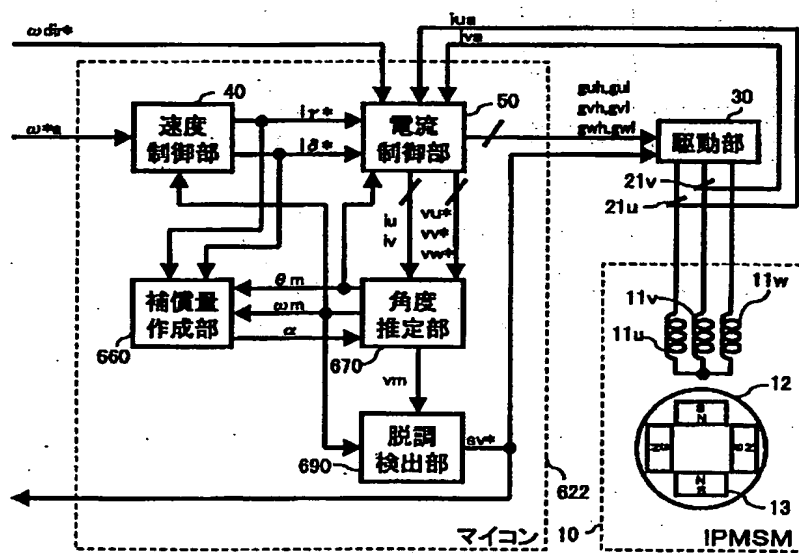 ωdir*
iua
iva
40
50
guh,gul
gvh,gvl
gwh,gwl
30
ω*a
速度
制御部
iγ*
iδ*
電流
制御部
駆動部
21v
21u
iu
iv
vu*
vv*
vw*
θm
ωm
α
補償量
作成部
660
角度
推定部
670
11w
11v
11u
vm
12
脱調
検出部
690
sv*
622
S
N
N
S
13
マイコン
10
IPMSM